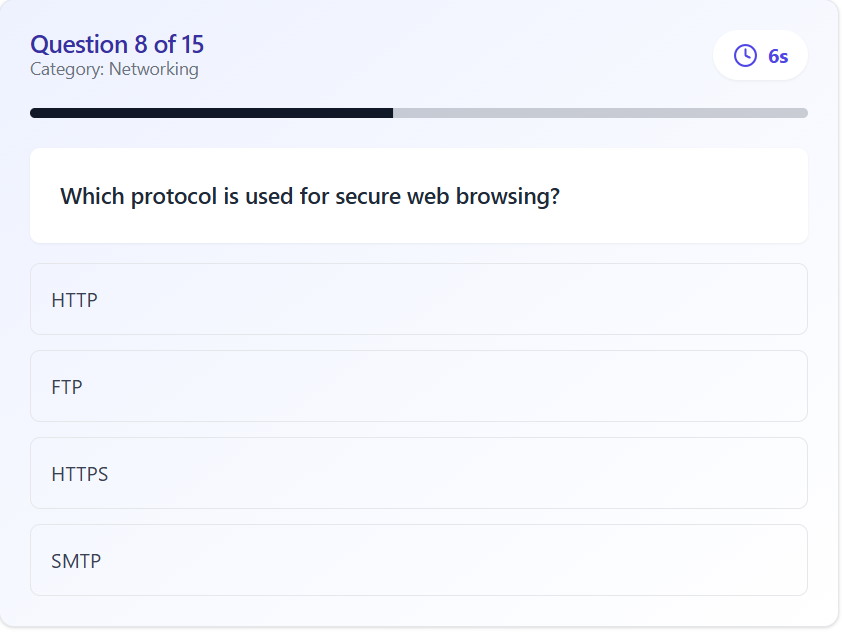 Question 8 of 15
Category: Networking
6s
Which protocol is used for secure web browsing?
HTTP
FTP
HTTPS
SMTP